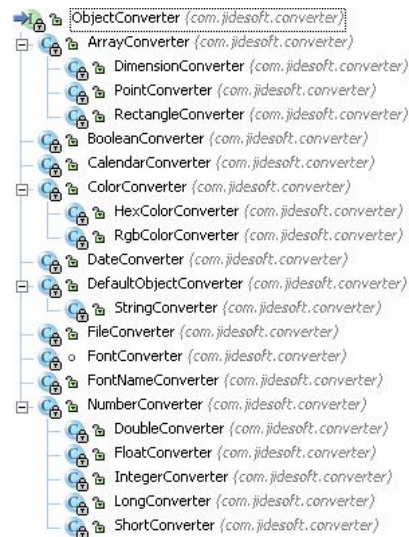 ObjectConverter (com.jidesoft.converter)
ArrayConverter (com.jidesoft.converter)
DimensionConverter (com.jidesoft.converter)
PointConverter (com.jidesoft.converter)
RectangleConverter (com.jidesoft.converter)
BooleanConverter (com.jidesoft.converter)
CalendarConverter (com.jidesoft.converter)
ColorConverter (com.jidesoft.converter)
HexColorConverter (com.jidesoft.converter)
RgbColorConverter (com.jidesoft.converter)
DateConverter (com.jidesoft.converter)
DefaultObjectConverter (com.jidesoft.converter)
StringConverter (com.jidesoft.converter)
FileConverter (com.jidesoft.converter)
FontConverter (com.jidesoft.converter)
FontNameConverter (com.jidesoft.converter)
NumberConverter (com.jidesoft.converter)
DoubleConverter (com.jidesoft.converter)
FloatConverter (com.jidesoft.converter)
IntegerConverter (com.jidesoft.converter)
LongConverter (com.jidesoft.converter)
ShortConverter (com.jidesoft.converter)